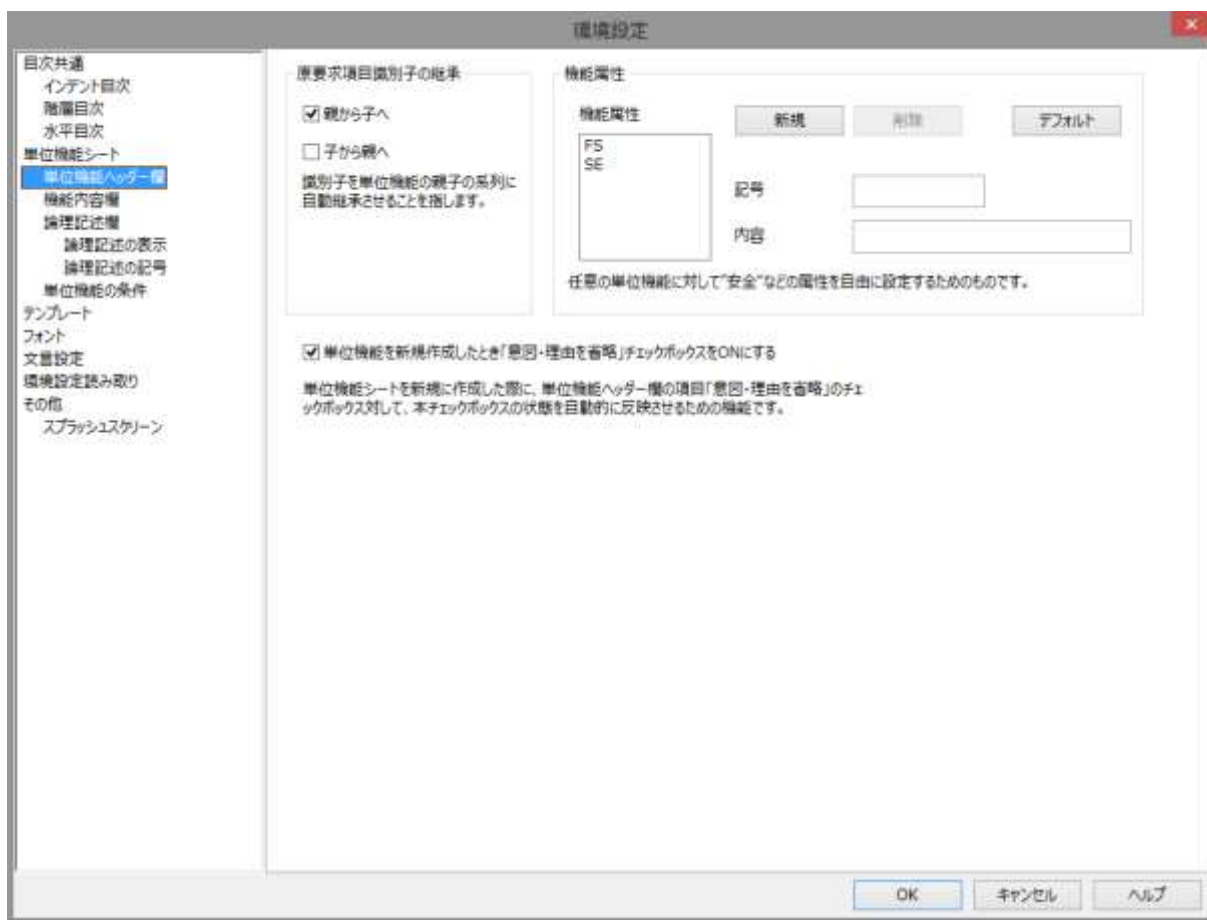 環境設定
目次共通
インデント目次
階層目次
水平目次
単位機能シート
単位機能ヘッダー欄
機能内容欄
論理記述欄
論理記述の表示
論理記述の記号
単位機能の条件
テンプレート
フォント
文量設定
環境設定読み取り
その他
スプラッシュスクリーン
原要求項目識別子の継承
親から子へ
子から親へ
識別子を単位機能の親子の系列に
自動継承させることを指します。
機能属性
機能属性
新規
削除
デフォルト
FS
SE
記号
内容
任意の単位機能に対して"安全"などの属性を自由に設定するためのものです。
単位機能を新規作成したとき「意図・理由を省略」チェックボックスをONにする
単位機能シートを新規に作成した際に、単位機能ヘッダー欄の項目「意図・理由を省略」のチェ
ックボックス対して、本チェックボックスの状態を自動的に反映させるための機能です。
OK
キャンセル
ヘルプ